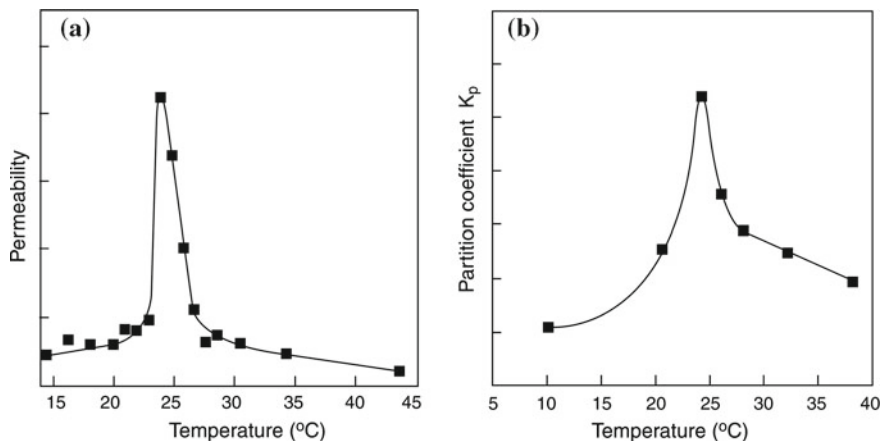 (a)
Permeability
15 20 25 30 35 40 45
Temperature (ºC)
(b)
Partition coefficient Kₚ
5 10 15 20 25 30 35 40
Temperature (ºC)